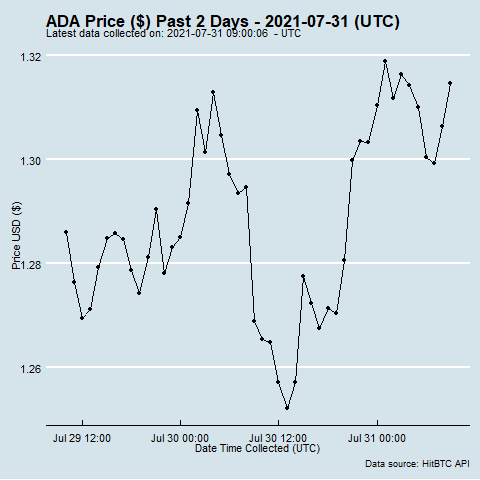 ADA Price ($) Past 2 Days - 2021-07-31 (UTC)
Latest data collected on: 2021-07-31 09:00:06 - UTC
1.32
1.30
1.28
1.26
Price USD ($)
Jul 29 12:00 Jul 30 00:00 Jul 30 12:00 Jul 31 00:00
Date Time Collected (UTC)
Data source: HitBTC API